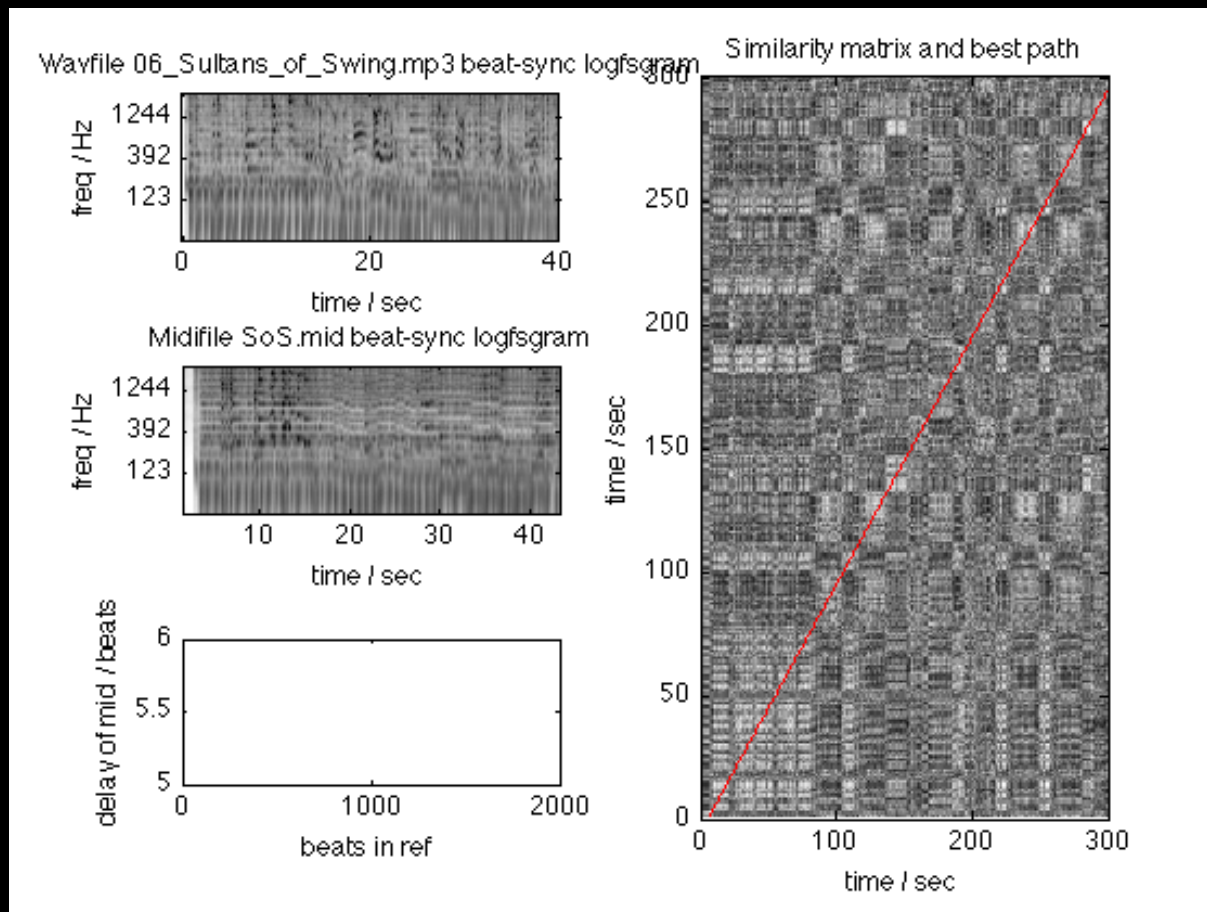 Wavfile 06_Sultans_of_Swing.mp3 beat-sync logfsgram
1244
392
123
freq / Hz
0
20
40
time / sec
Midifile SoS.mid beat-sync logfsgram
1244
392
123
freq / Hz
10
20
30
40
time / sec
6
5.5
5
delay of mid / beats
0
1000
2000
beats in ref
Similarity matrix and best path
300
250
200
150
100
50
0
time / sec
0
100
200
300
time / sec